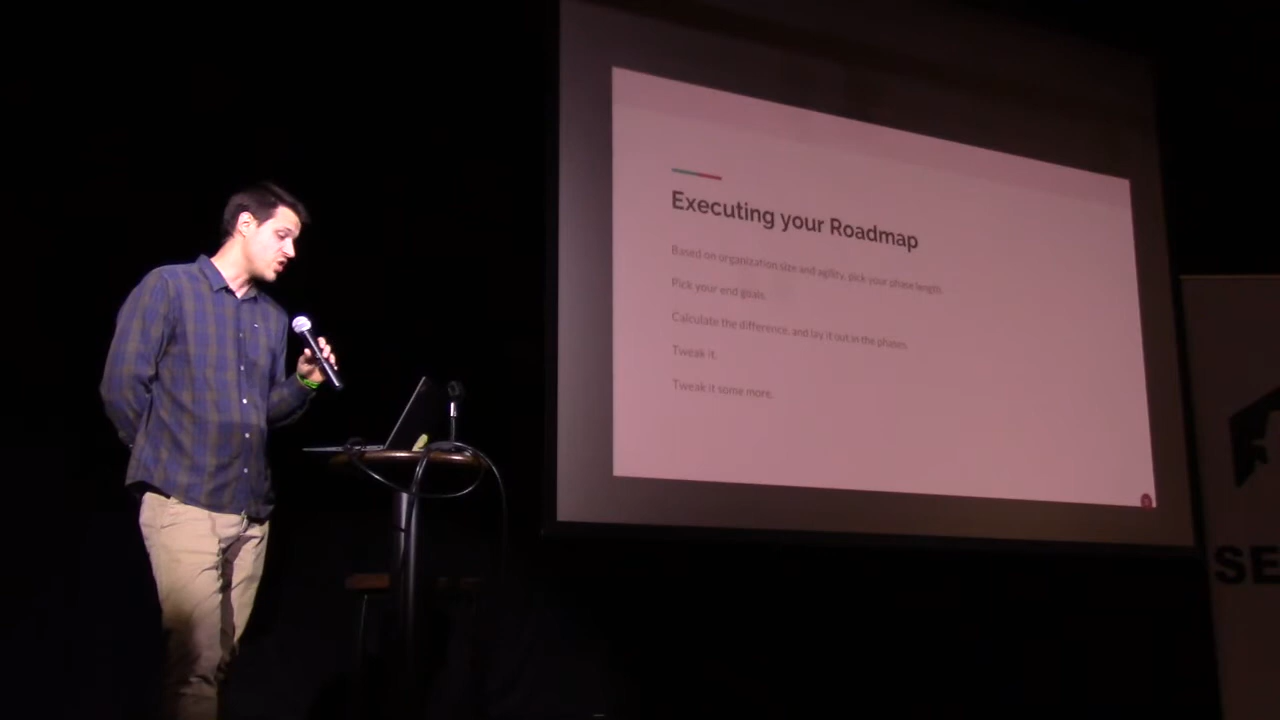 Executing your Roadmap
Based on organization size and agility, pick your phase length.
Pick your end goals.
Calculate the difference, and lay it out in the phases.
Tweak it.
Tweak it some more.
SE